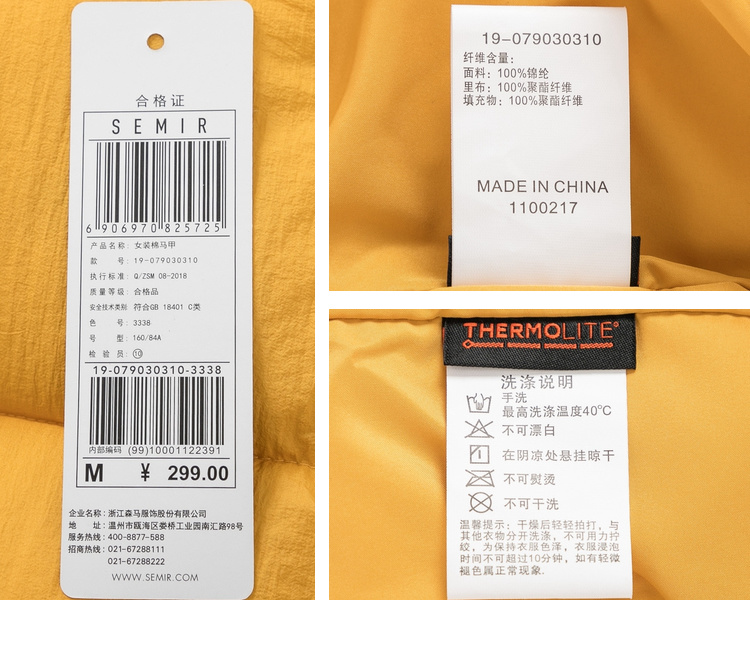 合格证
SEMIR
6 906970 825725
产品名称: 女装棉马甲
款 号: 19-079030310
执行标准: Q/ZSM 08-2018
质量等级: 合格品
安全技术类别: 符合GB 18401 C类
色 号: 3338
号 型: 160/84A
检 验 员: ⑩
19-079030310-3338
内部编码 (99)10001122391
M ¥ 299.00
企业名称: 浙江森马服饰股份有限公司
地 址: 温州市瓯海区娄桥工业园南汇路98号
服务热线: 400-8877-588
招商热线: 021-67288111
021-67288222
WWW.SEMIR.COM
19-079030310
纤维含量:
面料: 100%锦纶
里布: 100%聚酯纤维
填充物: 100%聚酯纤维
MADE IN CHINA
1100217
THERMOLITE®
洗涤说明
手洗
最高洗涤温度40℃
不可漂白
在阴凉处悬挂晾干
不可熨烫
不可干洗
温馨提示: 干燥后轻轻拍打, 与
其他衣物分开洗涤, 不可用力拧
绞, 为保持衣服色泽, 衣服浸泡
时间不可超过10分钟, 如有轻微
褪色属正常现象.